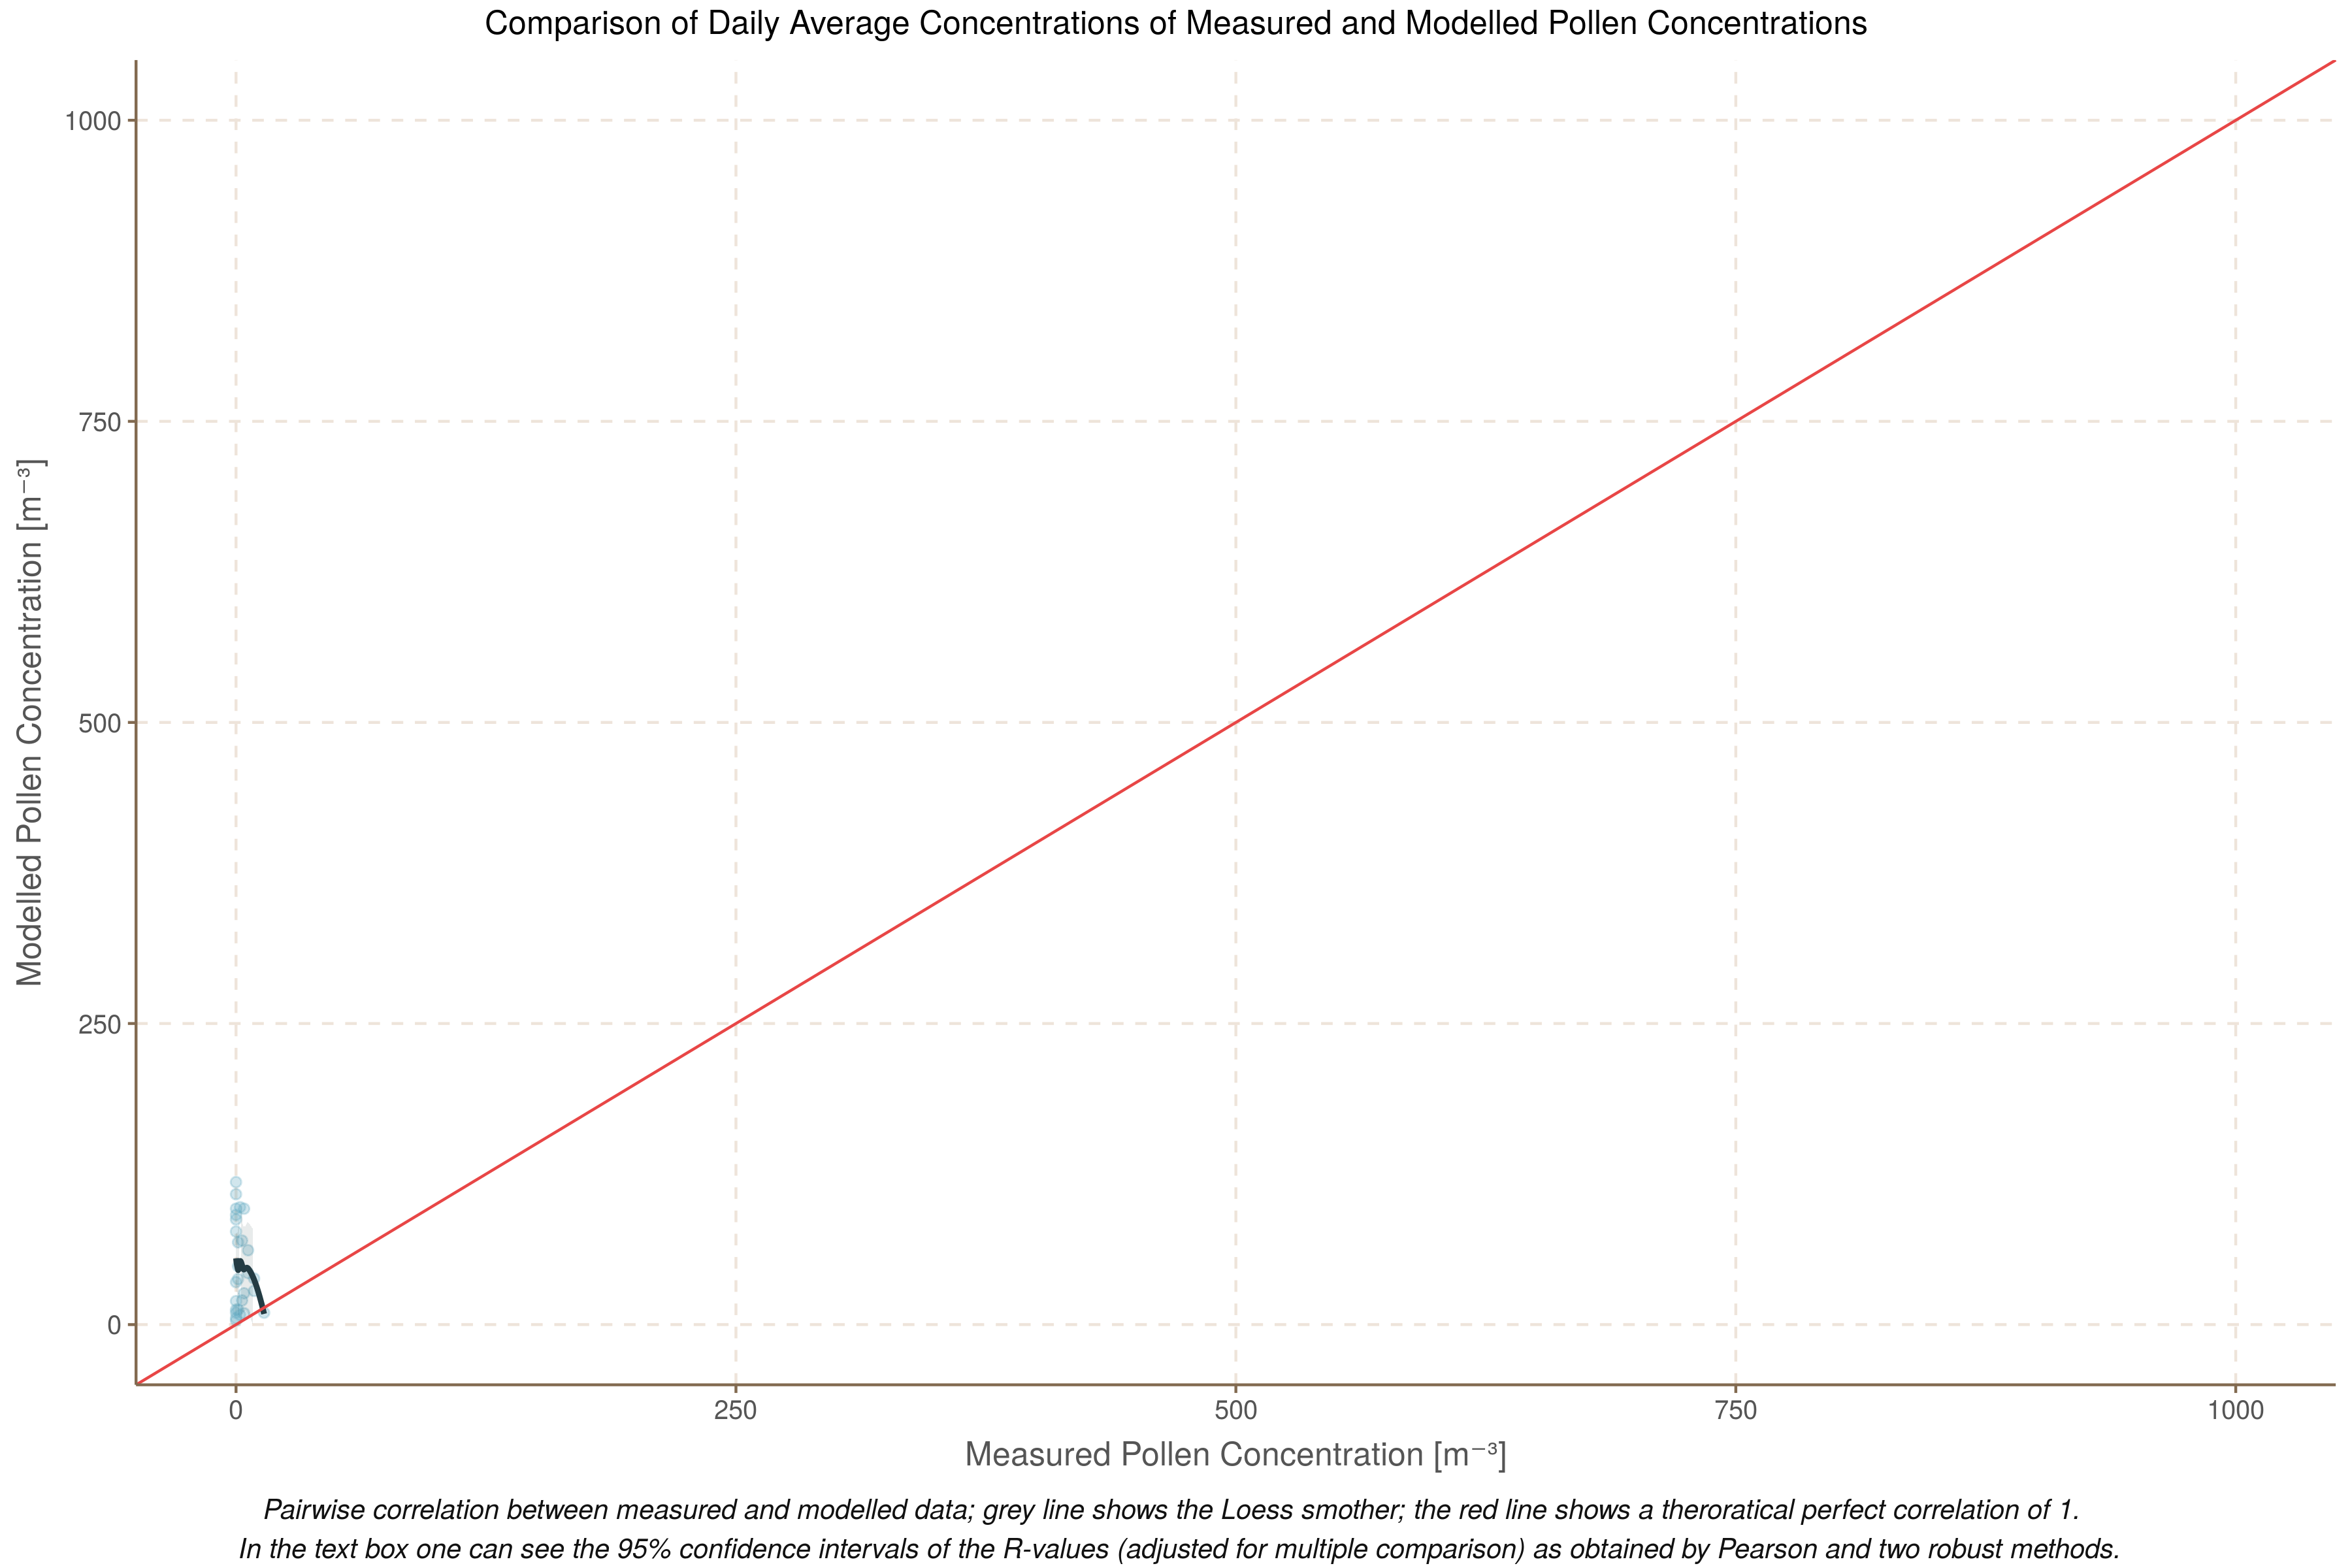 Comparison of Daily Average Concentrations of Measured and Modelled Pollen Concentrations
Modelled Pollen Concentration [m⁻³]
1000
750
500
250
0
0 250 500 750 1000
Measured Pollen Concentration [m⁻³]
Pairwise correlation between measured and modelled data; grey line shows the Loess smother; the red line shows a theroratical perfect correlation of 1.
In the text box one can see the 95% confidence intervals of the R-values (adjusted for multiple comparison) as obtained by Pearson and two robust methods.